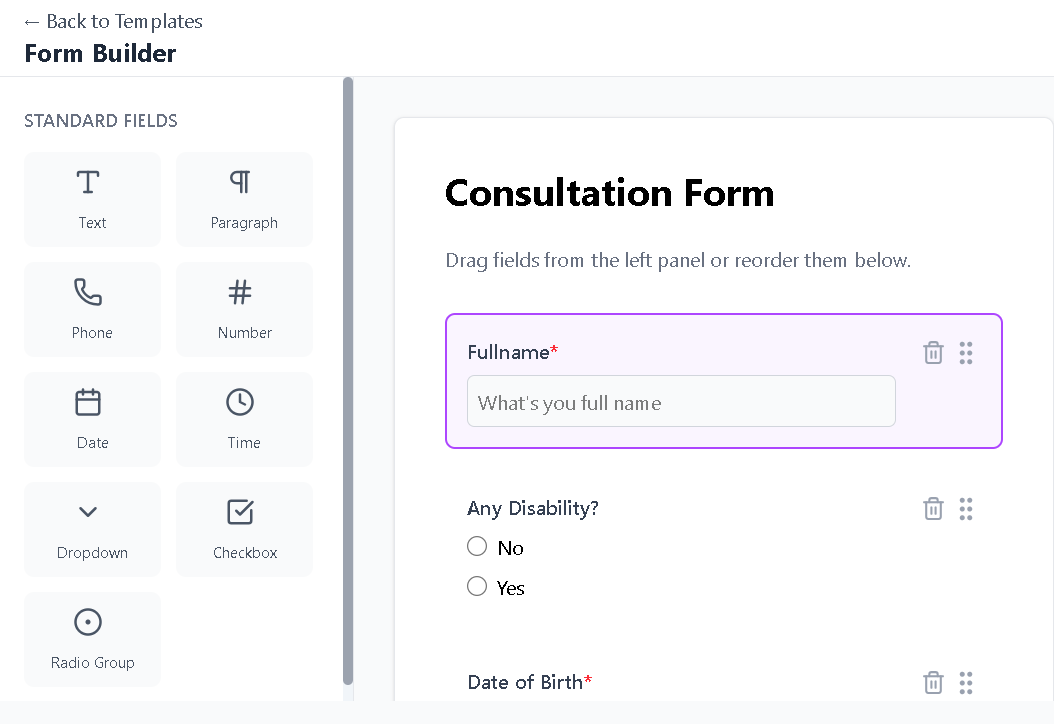 ← Back to Templates
Form Builder
STANDARD FIELDS
Text
Paragraph
Phone
Number
Date
Time
Dropdown
Checkbox
Radio Group
Consultation Form
Drag fields from the left panel or reorder them below.
Fullname*
What's you full name
Any Disability?
No
Yes
Date of Birth*